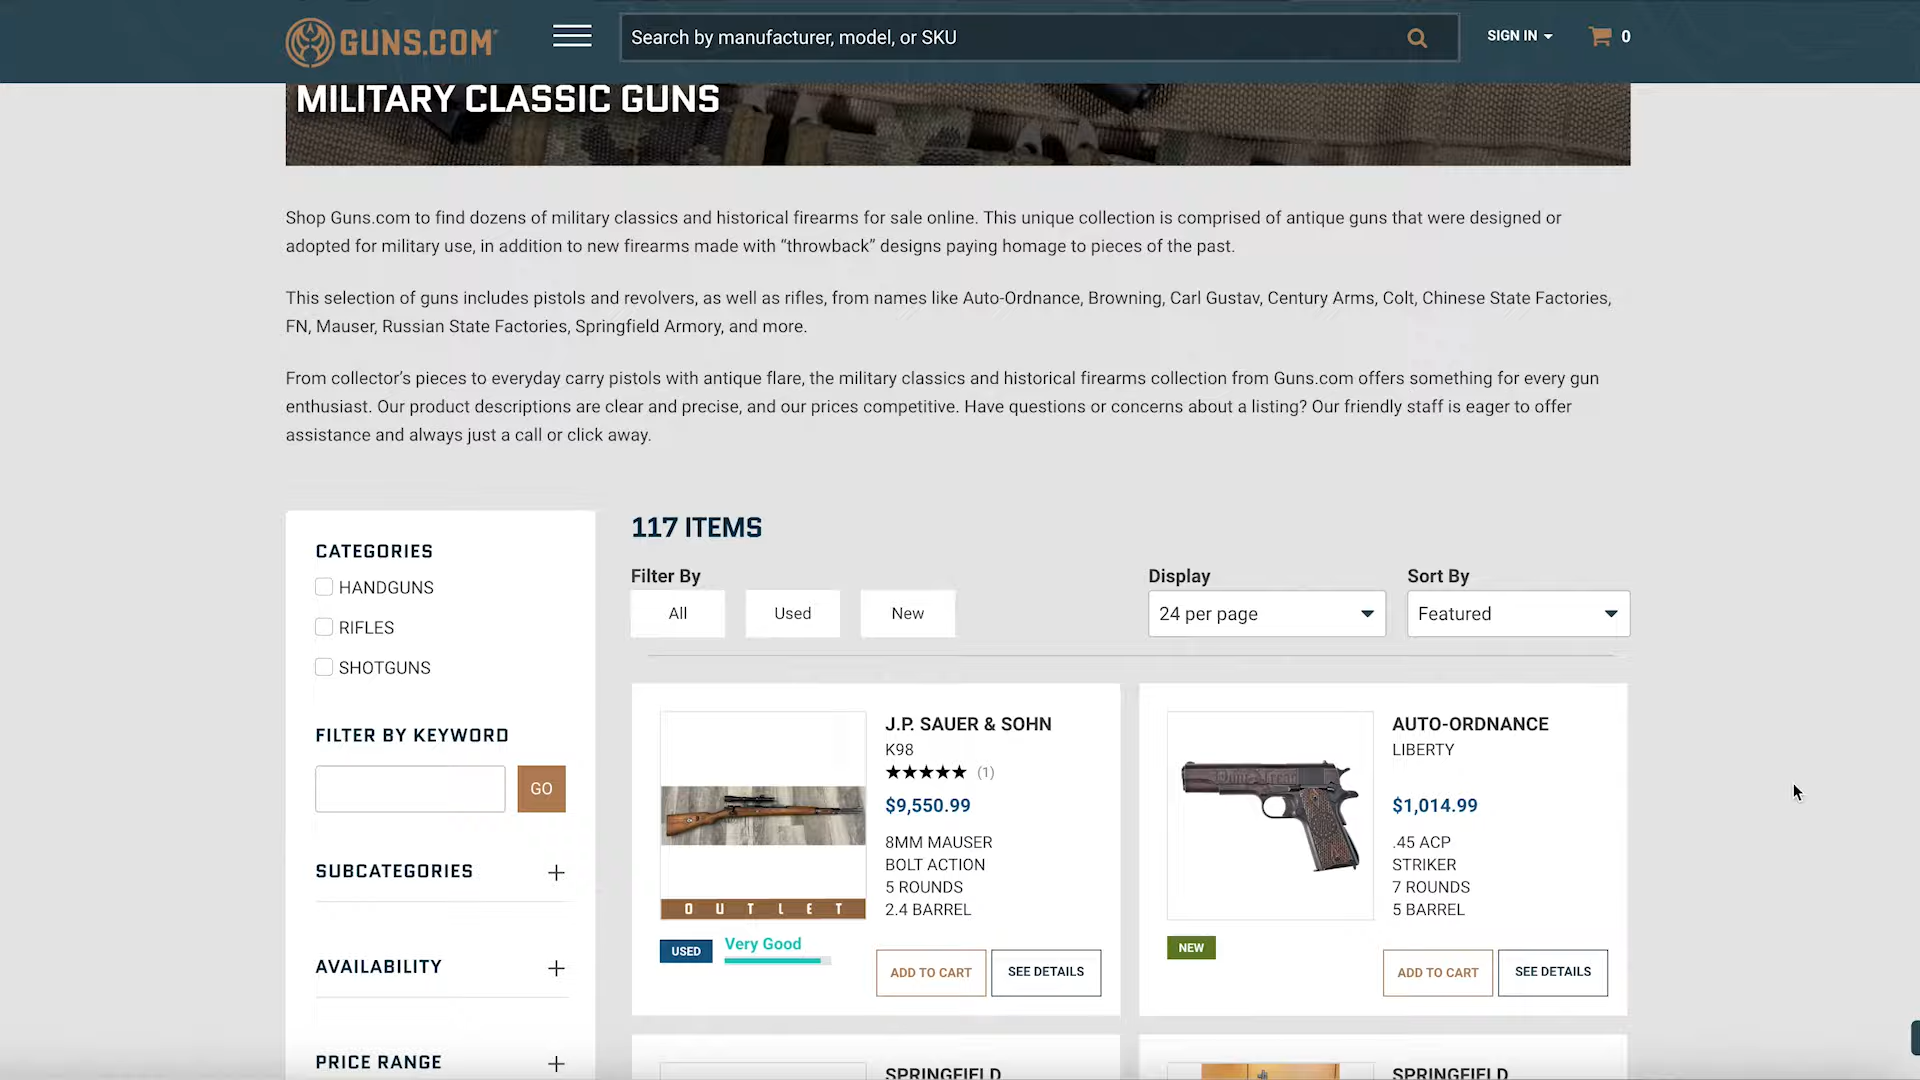 GUNS.COM
Search by manufacturer, model, or SKU
SIGN IN
0
MILITARY CLASSIC GUNS
Shop Guns.com to find dozens of military classics and historical firearms for sale online. This unique collection is comprised of antique guns that were designed or
adopted for military use, in addition to new firearms made with “throwback” designs paying homage to pieces of the past.
This selection of guns includes pistols and revolvers, as well as rifles, from names like Auto-Ordnance, Browning, Carl Gustav, Century Arms, Colt, Chinese State Factories,
FN, Mauser, Russian State Factories, Springfield Armory, and more.
From collector’s pieces to everyday carry pistols with antique flare, the military classics and historical firearms collection from Guns.com offers something for every gun
enthusiast. Our product descriptions are clear and precise, and our prices competitive. Have questions or concerns about a listing? Our friendly staff is eager to offer
assistance and always just a call or click away.
CATEGORIES
HANDGUNS
RIFLES
SHOTGUNS
FILTER BY KEYWORD
GO
SUBCATEGORIES +
AVAILABILITY +
PRICE RANGE +
117 ITEMS
Filter By
All
Used
New
Display
24 per page
Sort By
Featured
J.P. SAUER & SOHN
K98
★★★★★ (1)
$9,550.99
8MM MAUSER
BOLT ACTION
5 ROUNDS
2.4 BARREL
OUTLET
USED
Very Good
ADD TO CART
SEE DETAILS
AUTO-ORDNANCE
LIBERTY
$1,014.99
.45 ACP
STRIKER
7 ROUNDS
5 BARREL
NEW
ADD TO CART
SEE DETAILS
SPRINGFIELD
SPRINGFIELD